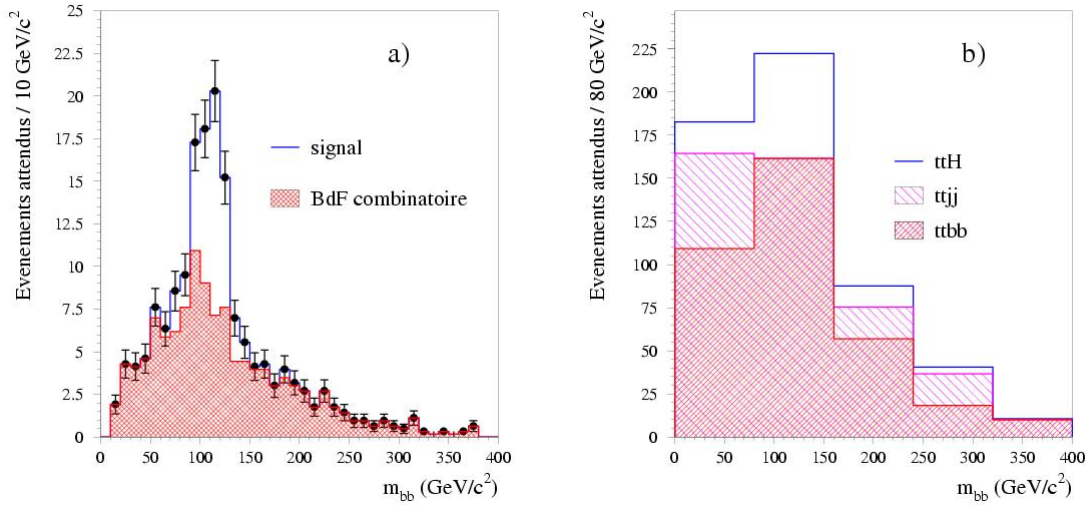 Evenements attendus / 10 GeV/c²
25
22.5
20
17.5
15
12.5
10
7.5
5
2.5
0
a)
signal
BdF combinatoire
0 50 100 150 200 250 300 350 400
m_bb (GeV/c²)
Evenements attendus / 80 GeV/c²
225
200
175
150
125
100
75
50
25
0
b)
ttH
ttjj
ttbb
0 50 100 150 200 250 300 350 400
m_bb (GeV/c²)